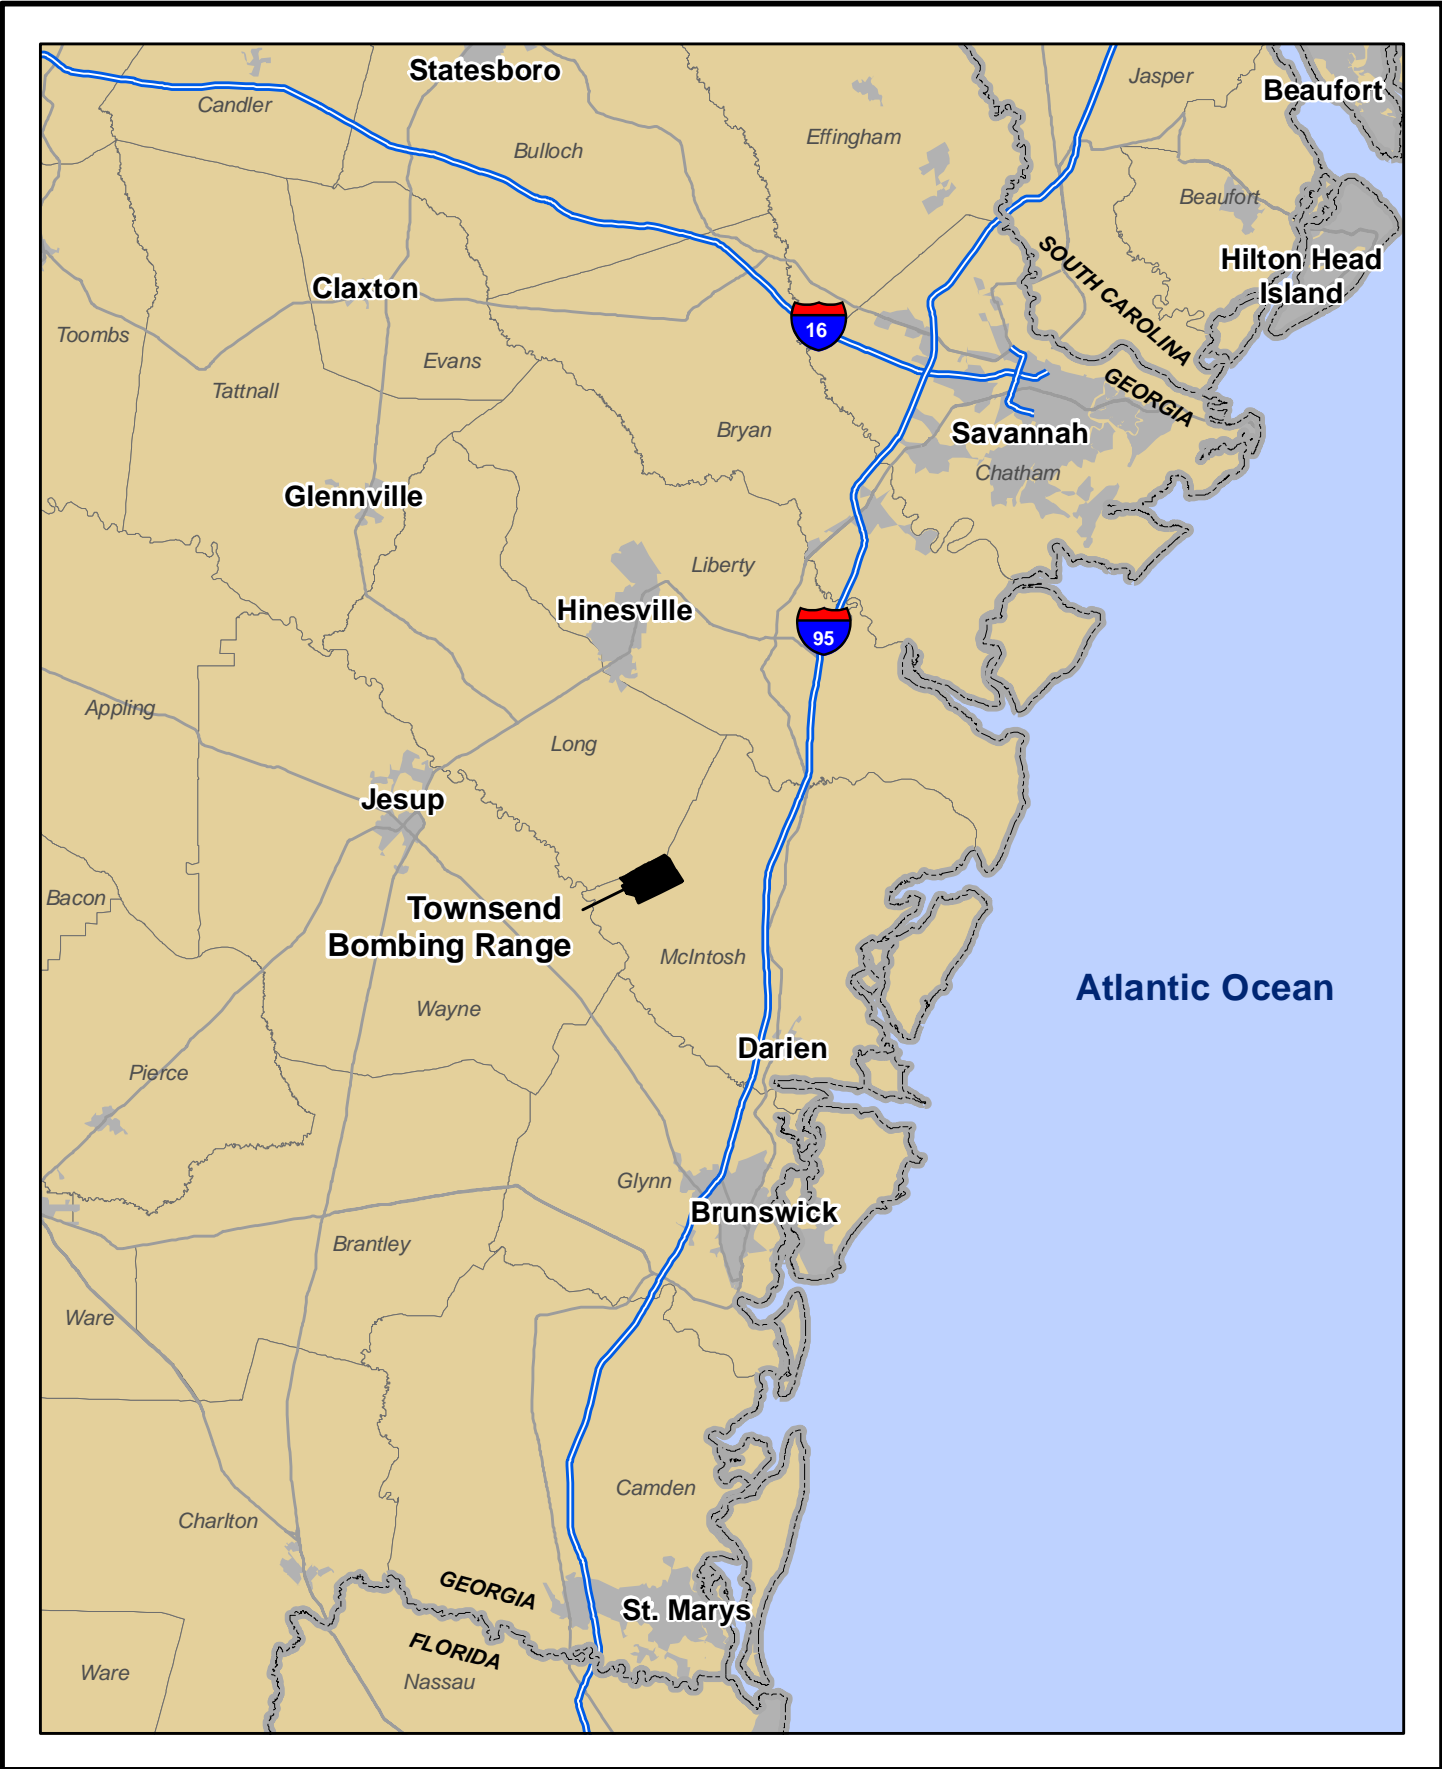 Statesboro
Jasper
Beaufort
Candler
Effingham
Bulloch
Beaufort
SOUTH CAROLINA
Hilton Head
Island
Claxton
16
Toombs
Evans
Tattnall
GEORGIA
Bryan
Savannah
Chatham
Glennville
Liberty
Hinesville
95
Appling
Long
Jesup
Bacon
Townsend
Bombing Range
McIntosh
Atlantic Ocean
Wayne
Darien
Pierce
Glynn
Brunswick
Brantley
Ware
Camden
Charlton
GEORGIA
St. Marys
FLORIDA
Ware
Nassau